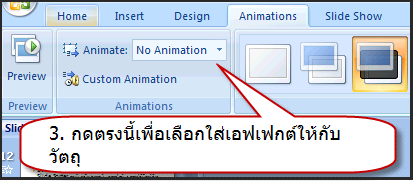 Home Insert Design Animations Slide Show
Preview
Animate: No Animation
Custom Animation
Preview Animations
3. กดตรงนี้เพื่อเลือกใส่เอฟเฟกต์ให้กับ
วัตถุ
12